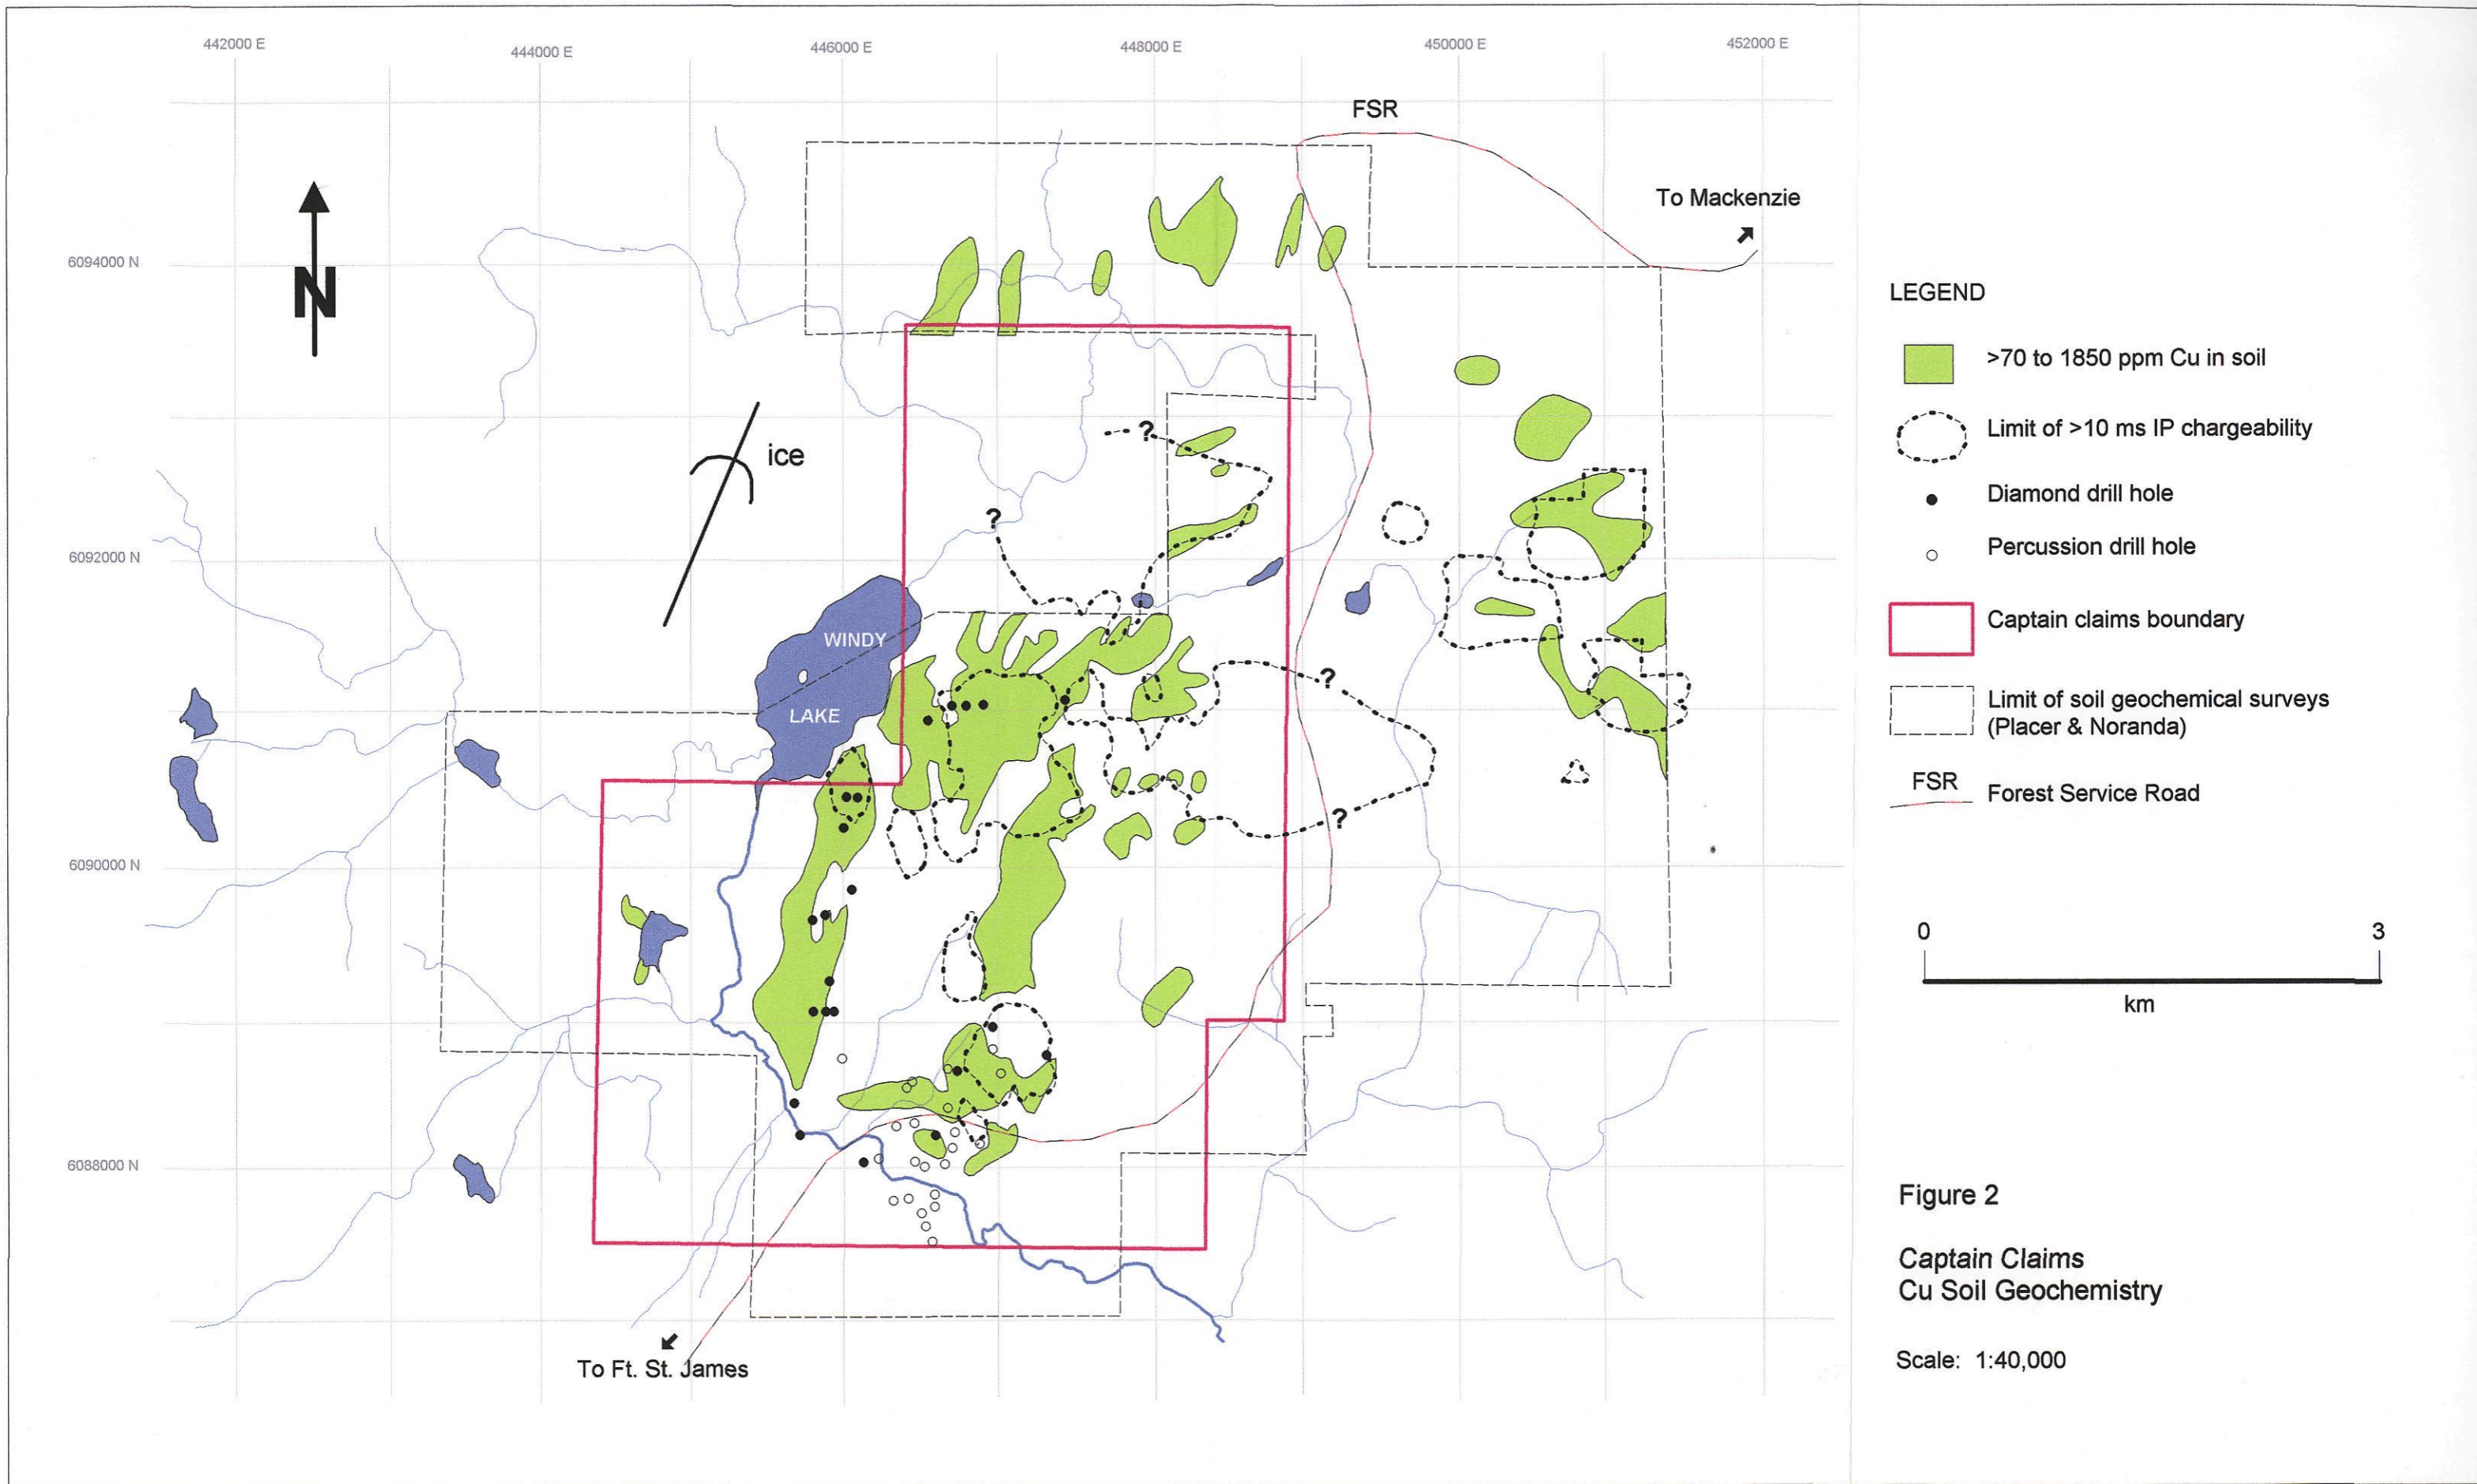 442000 E
444000 E
446000 E
448000 E
450000 E
452000 E
FSR
To Mackenzie
6094000 N
N
LEGEND
>70 to 1850 ppm Cu in soil
?
Limit of >10 ms IP chargeability
ice
Diamond drill hole
?
6092000 N
Percussion drill hole
Captain claims boundary
WINDY
LAKE
?
Limit of soil geochemical surveys
(Placer & Noranda)
FSR
Forest Service Road
?
6090000 N
0 3
km
6088000 N
Figure 2
Captain Claims
Cu Soil Geochemistry
Scale: 1:40,000
To Ft. St. James